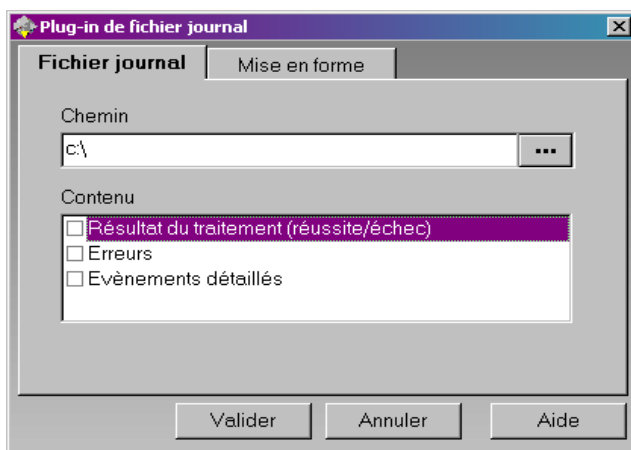 Plug-in de fichier journal
Fichier journal
Mise en forme
Chemin
c:\
...
Contenu
Résultat du traitement (réussite/échec)
Erreurs
Evènements détaillés
Valider
Annuler
Aide